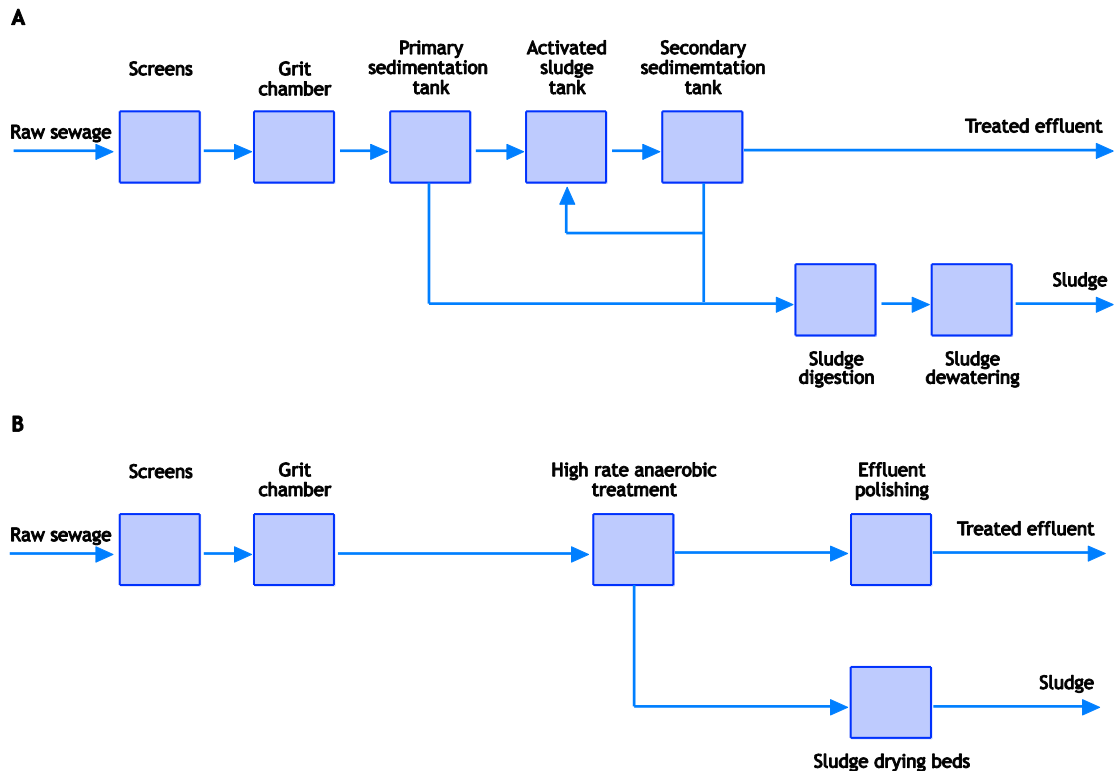 A
Screens
Grit
chamber
Primary
sedimentation
tank
Activated
sludge
tank
Secondary
sedimemtation
tank
Raw sewage
Treated effluent
Sludge
Sludge
digestion
Sludge
dewatering
B
Screens
Grit
chamber
High rate anaerobic
treatment
Effluent
polishing
Raw sewage
Treated effluent
Sludge
Sludge drying beds